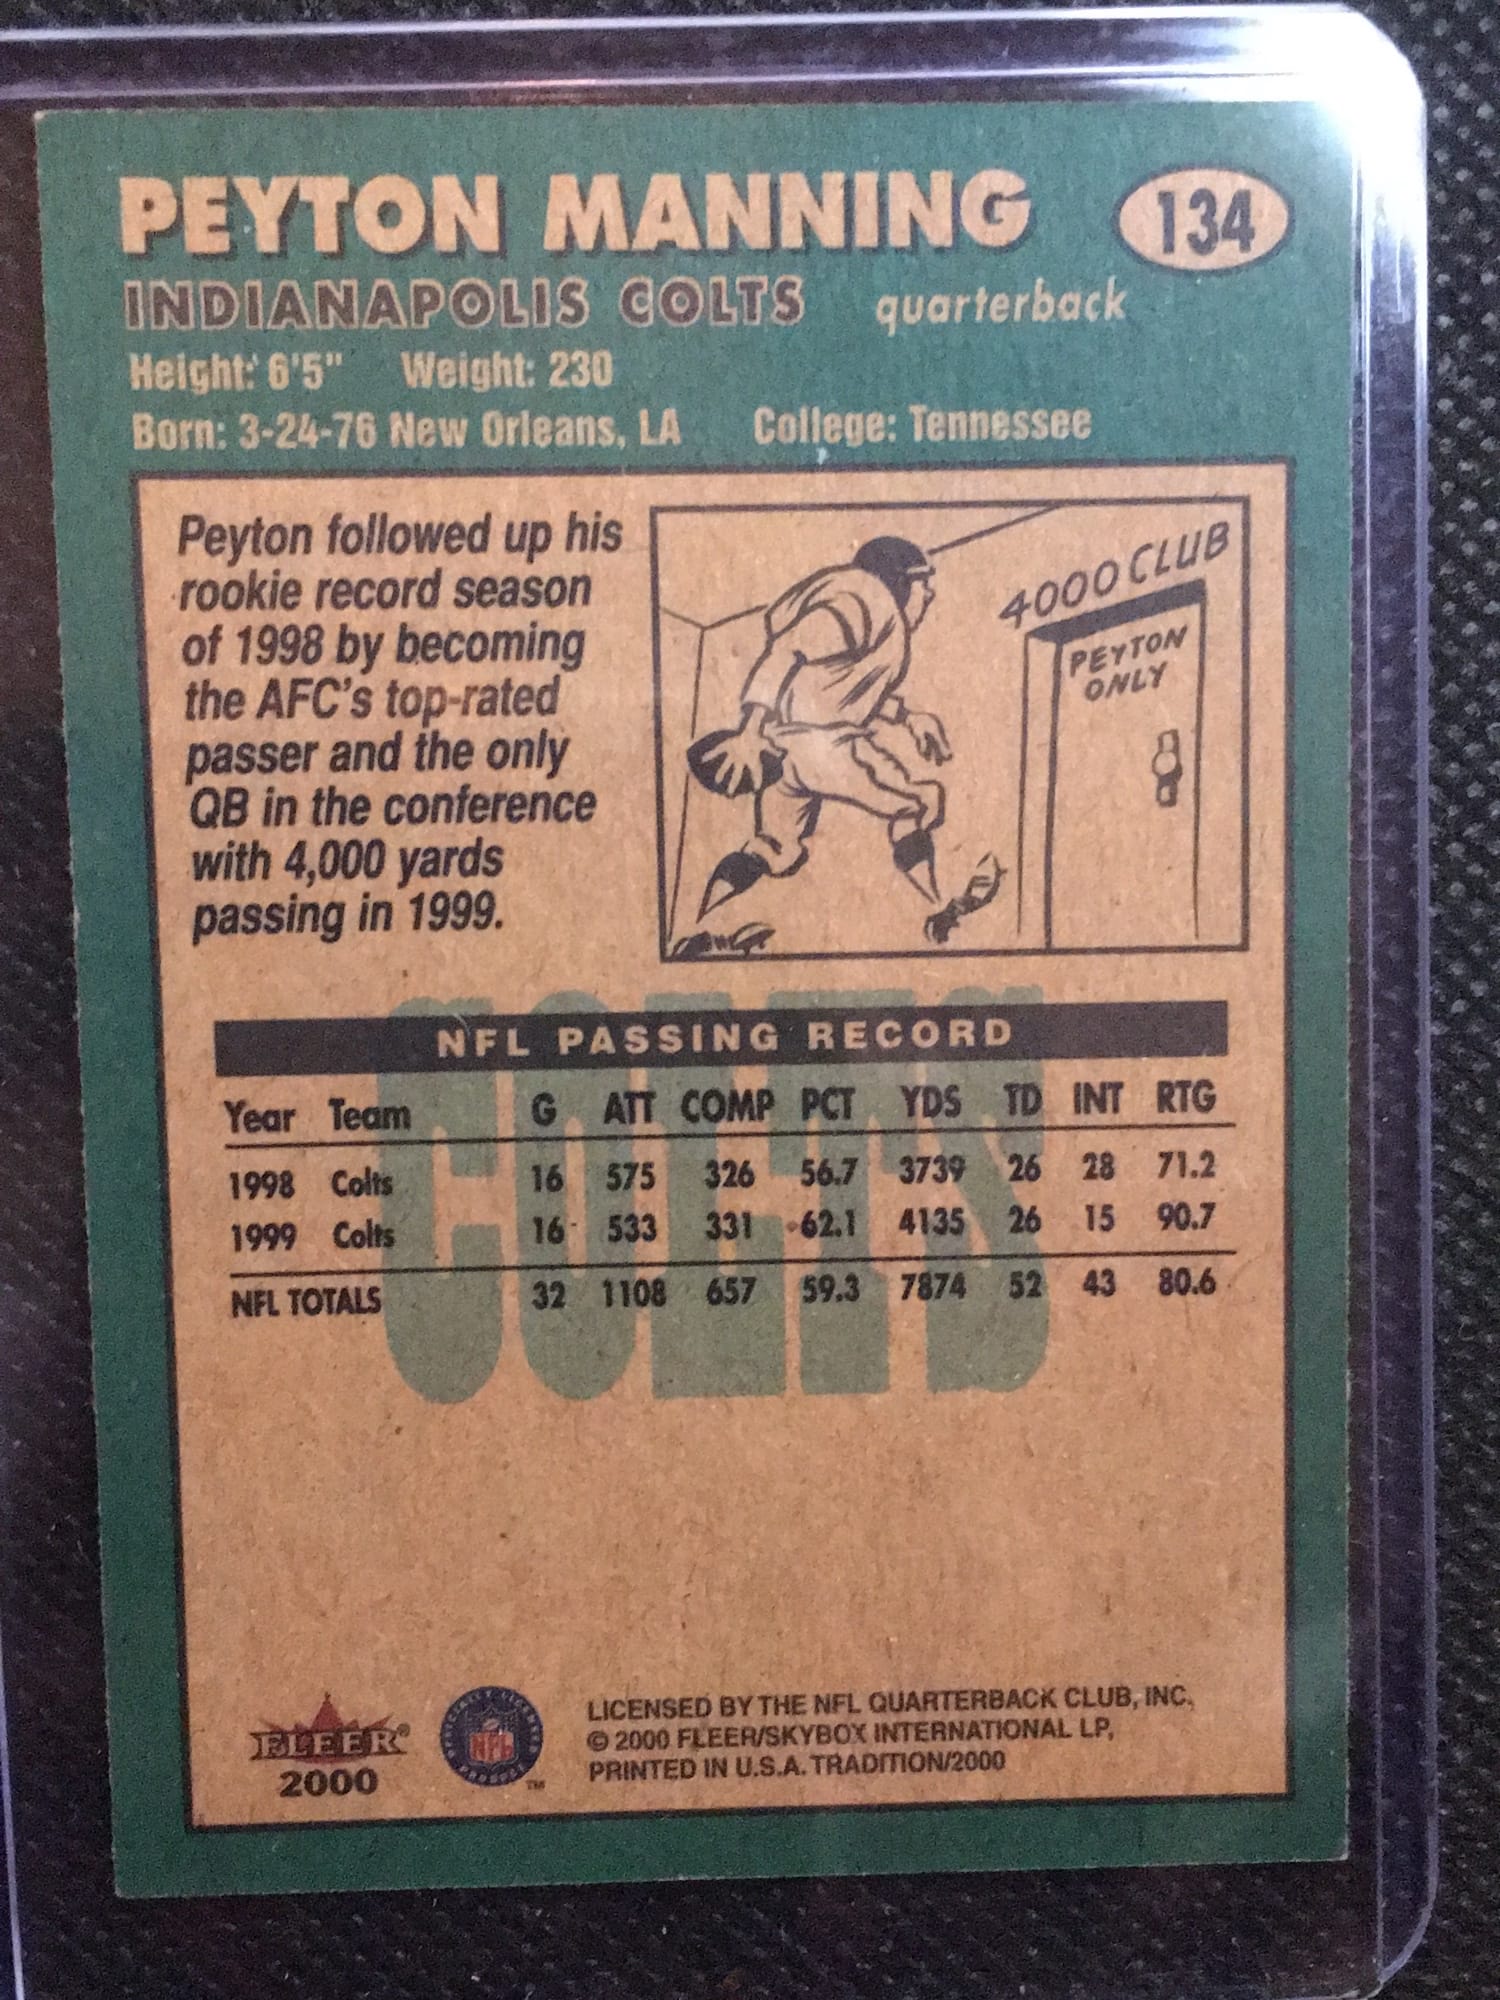 PEYTON MANNING 134
INDIANAPOLIS COLTS quarterback
Height: 6'5" Weight: 230
Born: 3-24-76 New Orleans, LA College: Tennessee
Peyton followed up his
rookie record season
of 1998 by becoming
the AFC's top-rated
passer and the only
QB in the conference
with 4,000 yards
passing in 1999.
4000 CLUB
PEYTON
ONLY
COLTS
NFL PASSING RECORD
Year Team G ATT COMP PCT YDS TD INT RTG
1998 Colts 16 575 326 56.7 3739 26 28 71.2
1999 Colts 16 533 331 62.1 4135 26 15 90.7
NFL TOTALS 32 1108 657 59.3 7874 52 43 80.6
FLEER®
2000
NFL
TM
LICENSED BY THE NFL QUARTERBACK CLUB, INC,
© 2000 FLEER/SKYBOX INTERNATIONAL LP,
PRINTED IN U.S.A. TRADITION/2000